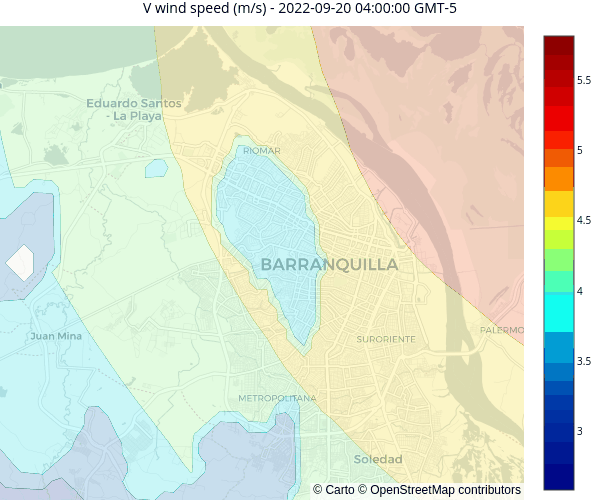 V wind speed (m/s) - 2022-09-20 04:00:00 GMT-5
Eduardo Santos
- La Playa
RIOMAR
BARRANQUILLA
Juan Mina
SURORIENTE
PALERMO
METROPOLITANA
Soledad
© Carto © OpenStreetMap contributors
5.5
5
4.5
4
3.5
3